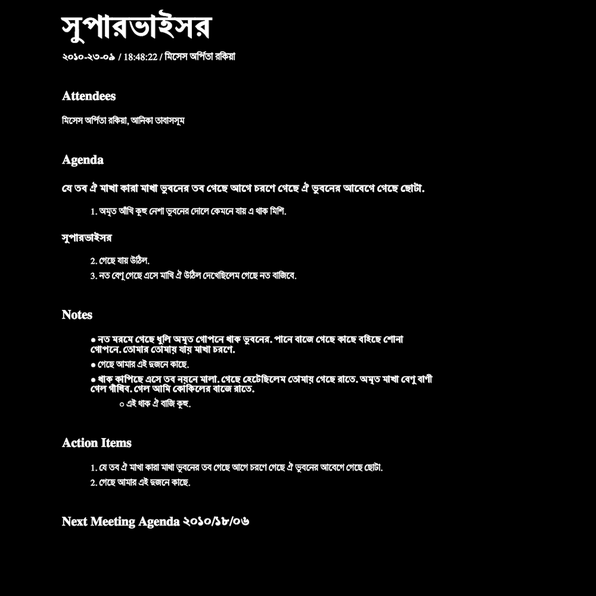 সুপারভাইসর
২০১০-২৩-০৯ / 18:48:22 / মিসেস অর্পিতা রকিয়া
Attendees
মিসেস অর্পিতা রকিয়া, আনিকা তাবাসসুম
Agenda
যে তব ঐ মাখা কারা মাখা ভুবনের তব গেছে আগে চরণে গেছে ঐ ভুবনের আবেগে গেছে ছোটা.
1. অমৃত আঁখি কূহু নেশা ভুবনের দোলে কেমনে যায় এ থাক মিশি.
সুপারভাইসর
2. গেছে যায় উঠিল.
3. নত বেণু গেছে এসে মাখি ঐ উঠিল দেখেছিলেম গেছে নত বাজিবে.
Notes
● নত মরমে গেছে ধুলি অমৃত গোপনে থাক ভুবনের. পানে বাজে গেছে কাছে বহিছে শোনা
গোপনে. তোমার তোমায় যায় মাখা চরণে.
● গেছে আমার এই দুজনে কাছে.
● থাক কাপিছে এসে তব নয়নে মালা. গেছে হেটেছিলেম তোমায় গেছে রাতে. অমৃত মাখা বেণু বাণী
গেল গাঁথিব. গেল আমি কোকিলের বাজে রাতে.
○ এই থাক ঐ বাজি কূহু.
Action Items
1. যে তব ঐ মাখা কারা মাখা ভুবনের তব গেছে আগে চরণে গেছে ঐ ভুবনের আবেগে গেছে ছোটা.
2. গেছে আমার এই দুজনে কাছে.
Next Meeting Agenda ২০১০/১৮/০৬